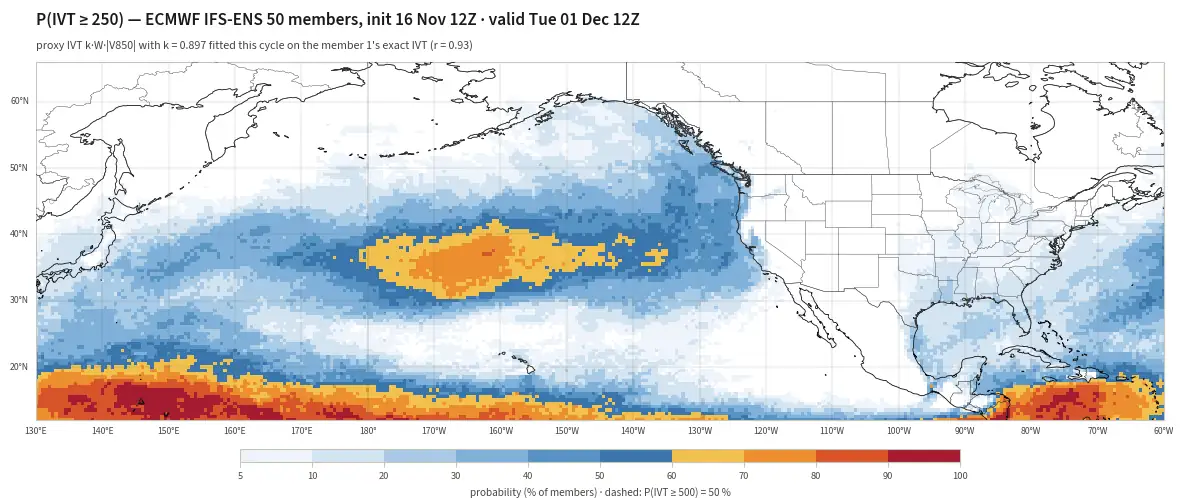 P(IVT ≥ 250) — ECMWF IFS-ENS 50 members, init 16 Nov 12Z · valid Tue 01 Dec 12Z
proxy IVT k·W·|V850| with k = 0.897 fitted this cycle on the member 1's exact IVT (r = 0.93)
60°N
50°N
40°N
30°N
20°N
130°E 140°E 150°E 160°E 170°E 180° 170°W 160°W 150°W 140°W 130°W 120°W 110°W 100°W 90°W 80°W 70°W 60°W
5 10 20 30 40 50 60 70 80 90 100
probability (% of members) · dashed: P(IVT ≥ 500) = 50 %